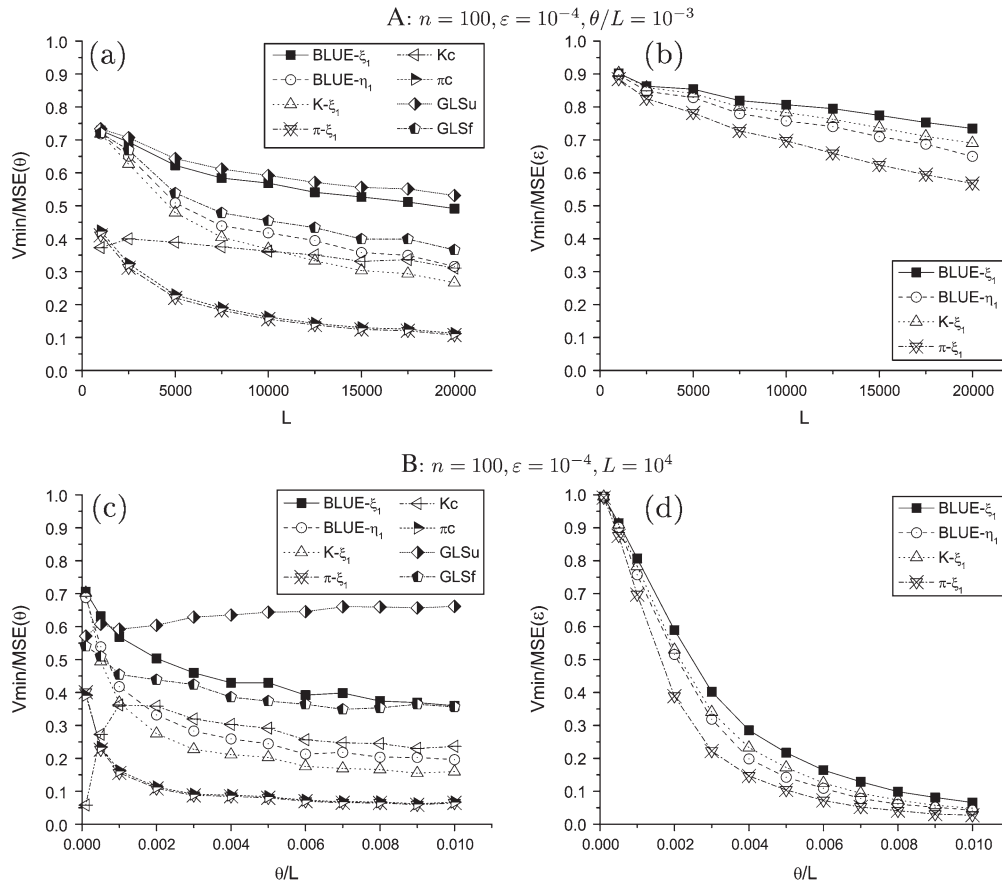 A: n = 100, ε = 10⁻⁴, θ/L = 10⁻³
(a)
BLUE-ξ₁
BLUE-η₁
K-ξ₁
π-ξ₁
Kc
πc
GLSu
GLSf
Vmin/MSE(θ)
1.0
0.9
0.8
0.7
0.6
0.5
0.4
0.3
0.2
0.1
0.0
0
5000
10000
15000
20000
L
(b)
BLUE-ξ₁
BLUE-η₁
K-ξ₁
π-ξ₁
Vmin/MSE(ε)
1.0
0.9
0.8
0.7
0.6
0.5
0.4
0.3
0.2
0.1
0.0
0
5000
10000
15000
20000
L
B: n = 100, ε = 10⁻⁴, L = 10⁴
(c)
BLUE-ξ₁
BLUE-η₁
K-ξ₁
π-ξ₁
Kc
πc
GLSu
GLSf
Vmin/MSE(θ)
1.0
0.9
0.8
0.7
0.6
0.5
0.4
0.3
0.2
0.1
0.0
0.000
0.002
0.004
0.006
0.008
0.010
θ/L
(d)
BLUE-ξ₁
BLUE-η₁
K-ξ₁
π-ξ₁
Vmin/MSE(ε)
1.0
0.9
0.8
0.7
0.6
0.5
0.4
0.3
0.2
0.1
0.0
0.000
0.002
0.004
0.006
0.008
0.010
θ/L